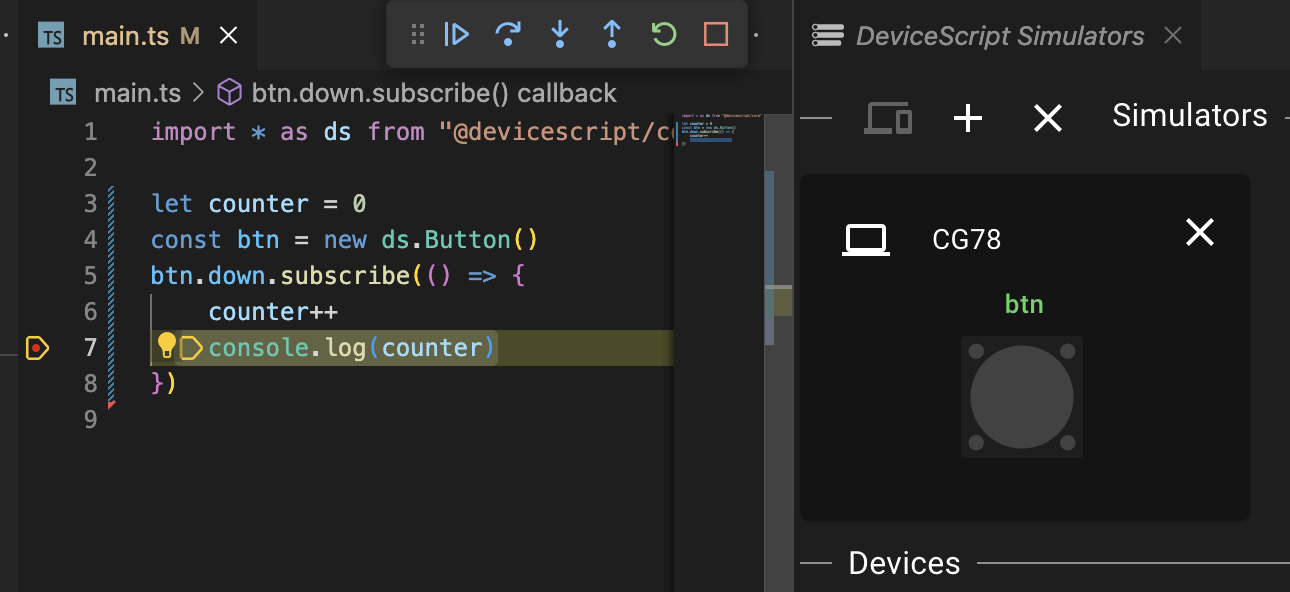 TS main.ts M
TS main.ts > btn.down.subscribe() callback
1 import * as ds from "@devicescript/c
2
3 let counter = 0
4 const btn = new ds.Button()
5 btn.down.subscribe(() => {
6 counter++
7 console.log(counter)
8 })
9
DeviceScript Simulators
Simulators
CG78
btn
Devices